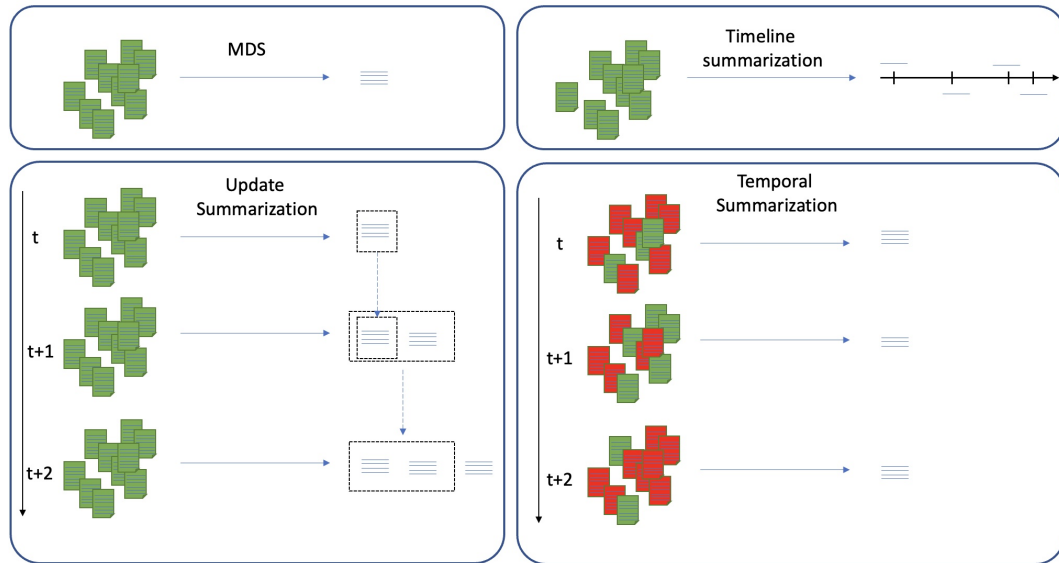 MDS
Timeline
summarization
Update
Summarization
t
t+1
t+2
Temporal
Summarization
t
t+1
t+2